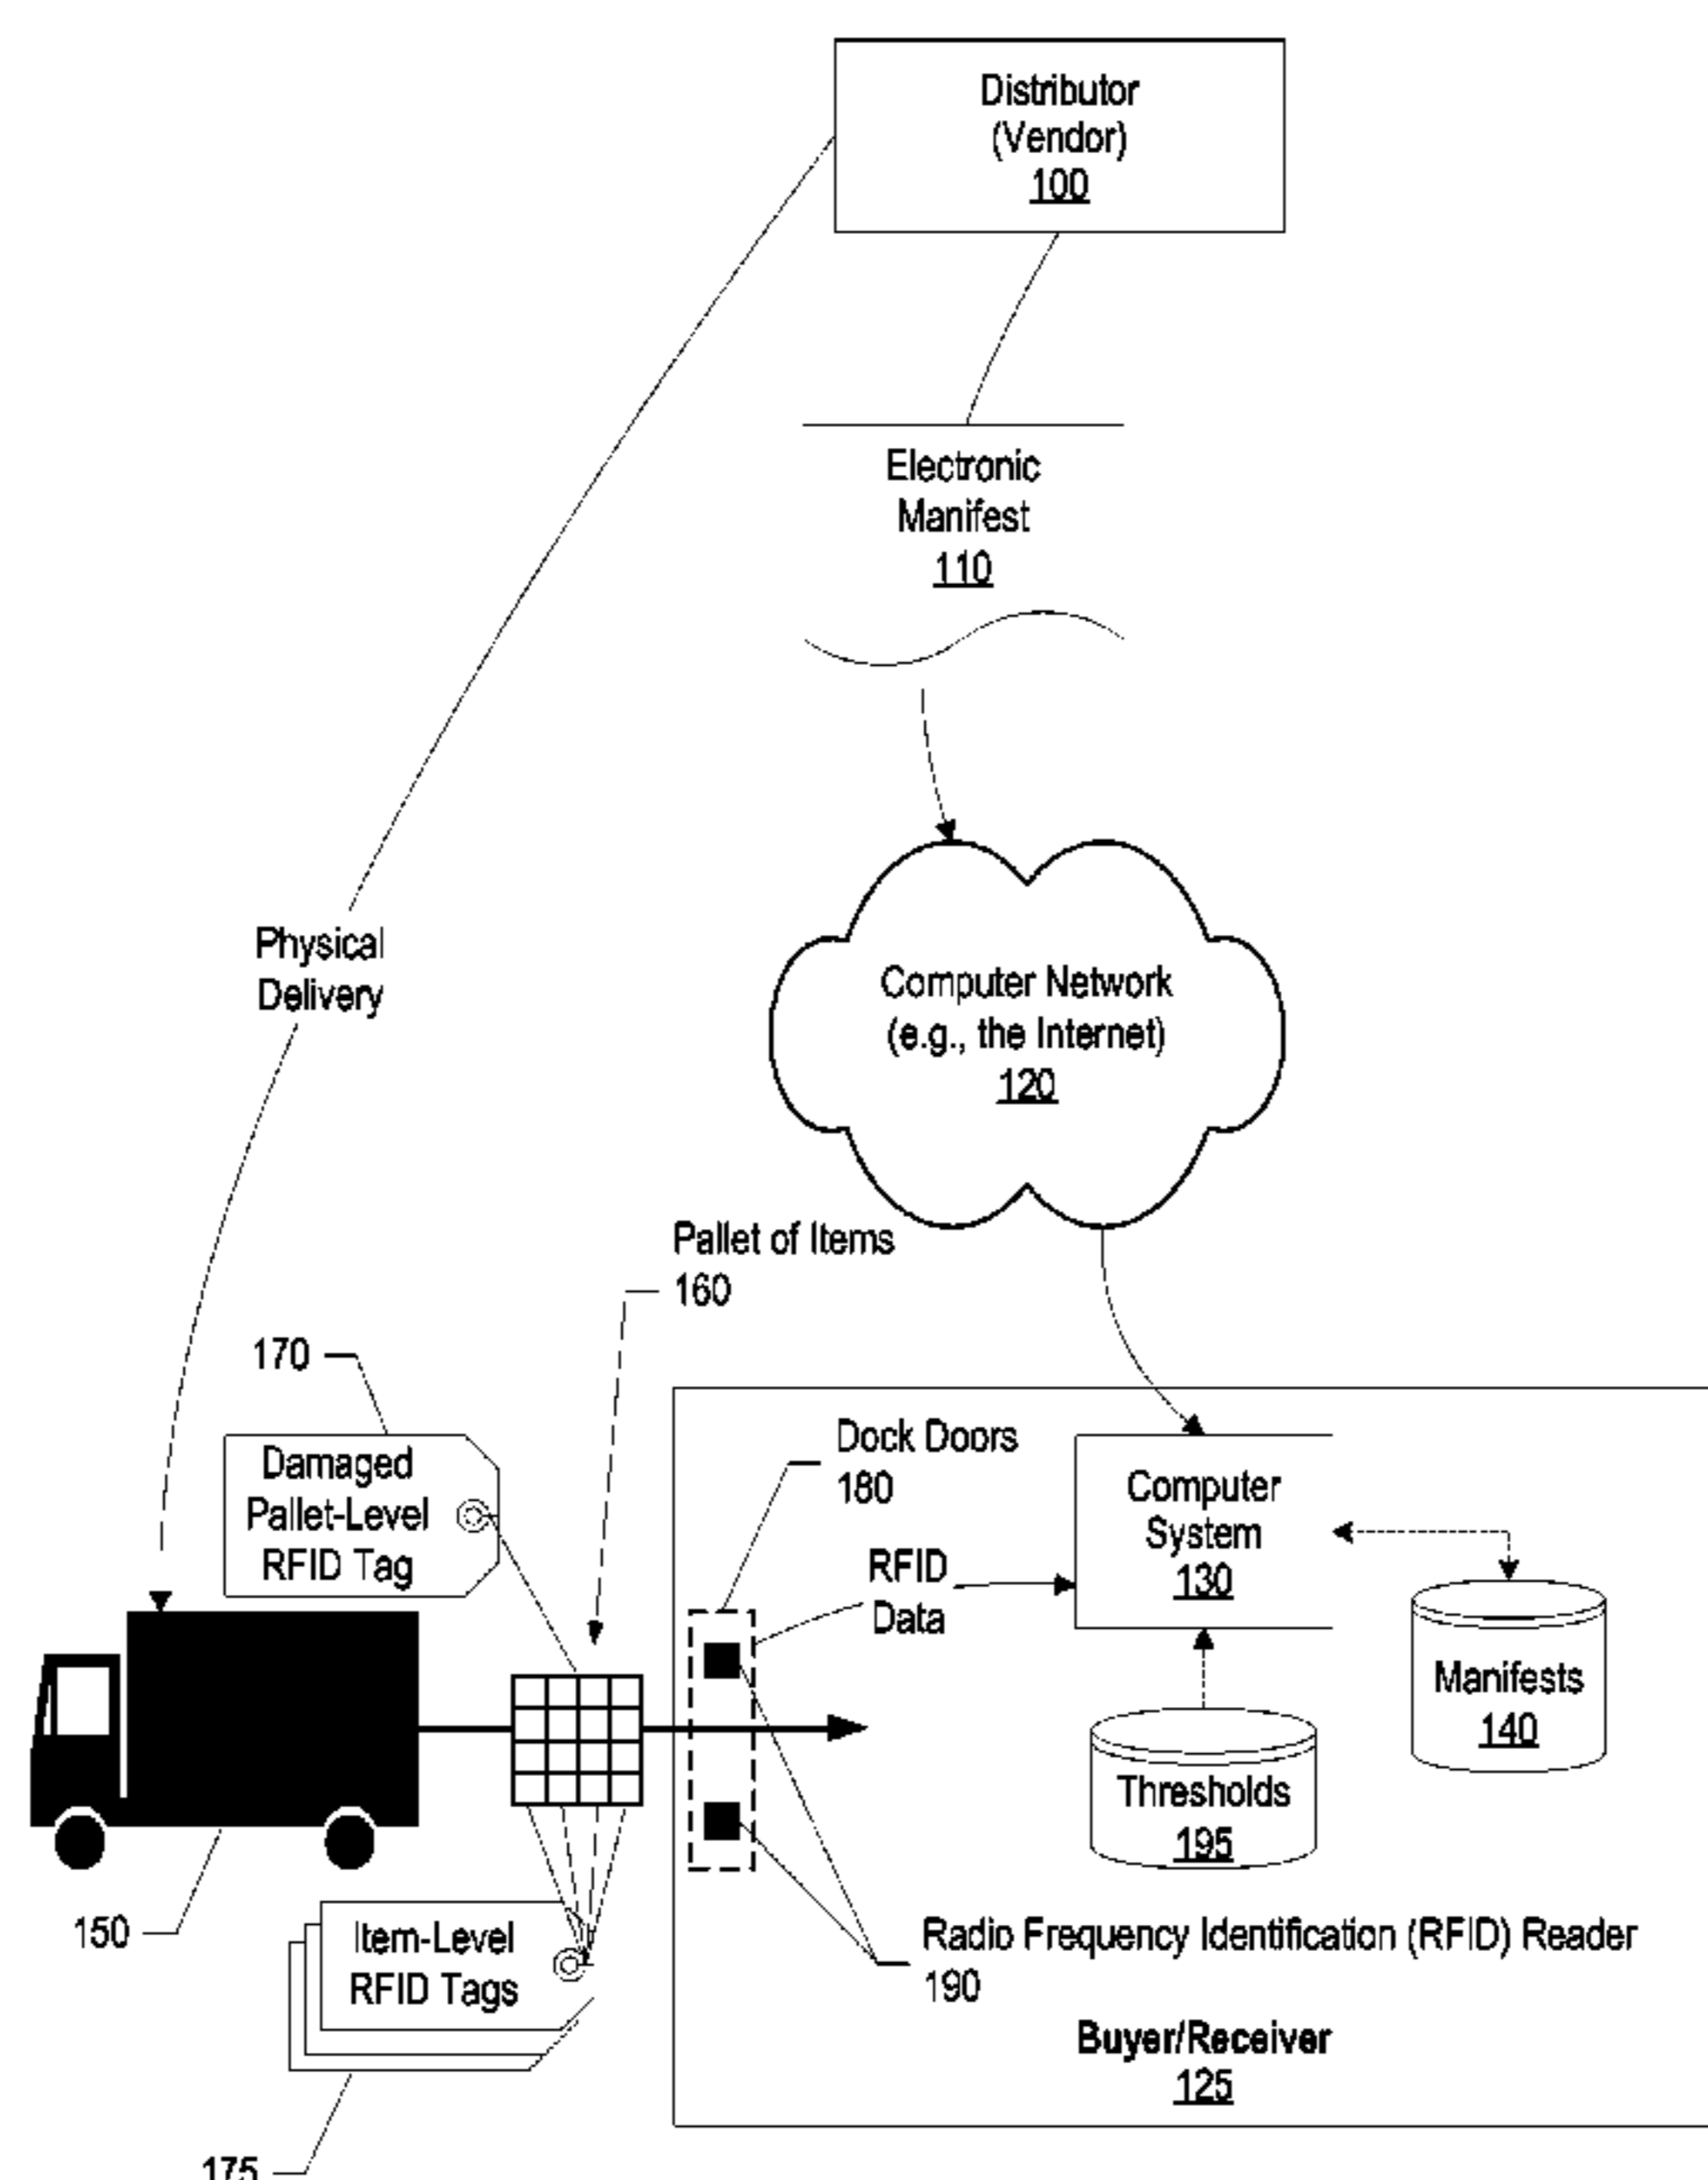 Distributor
(Vendor)
100
Electronic
Manifest
110
Physical
Delivery
Computer Network
(e.g., the Internet)
120
Pallet of Items
160
170
Damaged
Pallet-Level
RFID Tag
Dock Doors
180
RFID
Data
Computer
System
130
Manifests
140
Thresholds
195
150
Item-Level
RFID Tags
175
Radio Frequency Identification (RFID) Reader
190
Buyer/Receiver
125